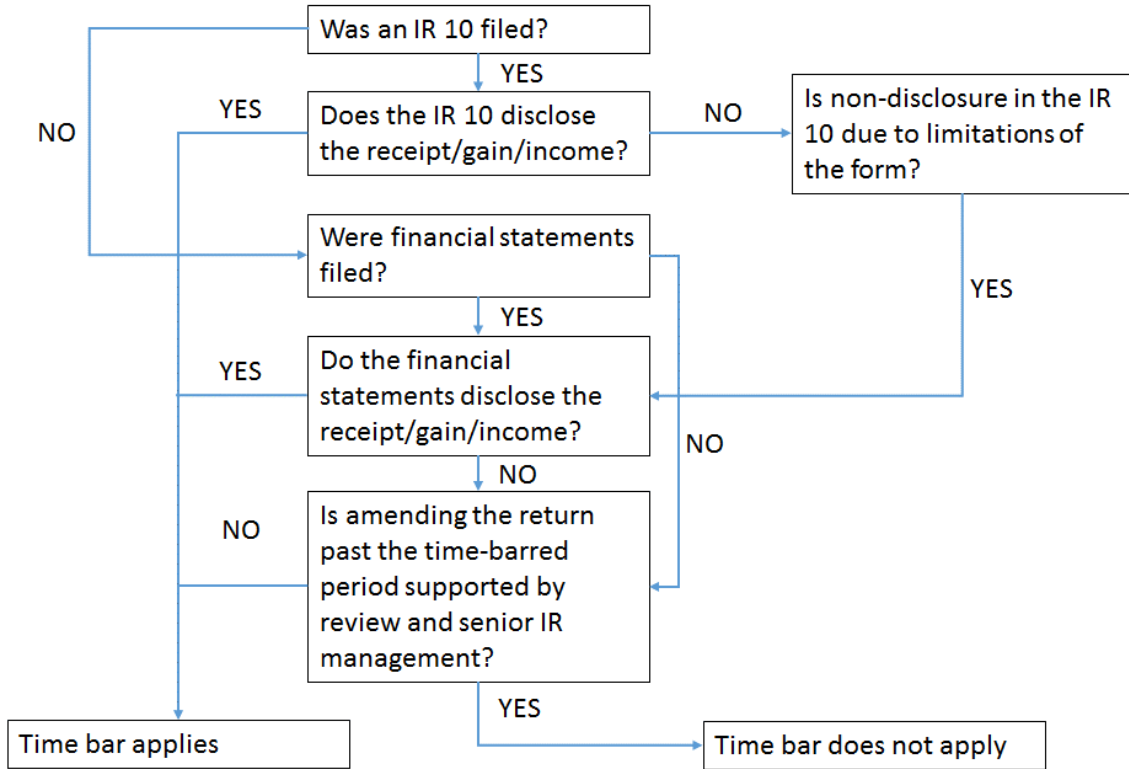 Was an IR 10 filed?
YES
NO
YES
Does the IR 10 disclose
the receipt/gain/income?
NO
Is non-disclosure in the IR
10 due to limitations of
the form?
Were financial statements
filed?
YES
YES
YES
Do the financial
statements disclose the
receipt/gain/income?
NO
NO
NO
Is amending the return
past the time-barred
period supported by
review and senior IR
management?
YES
Time bar applies
Time bar does not apply